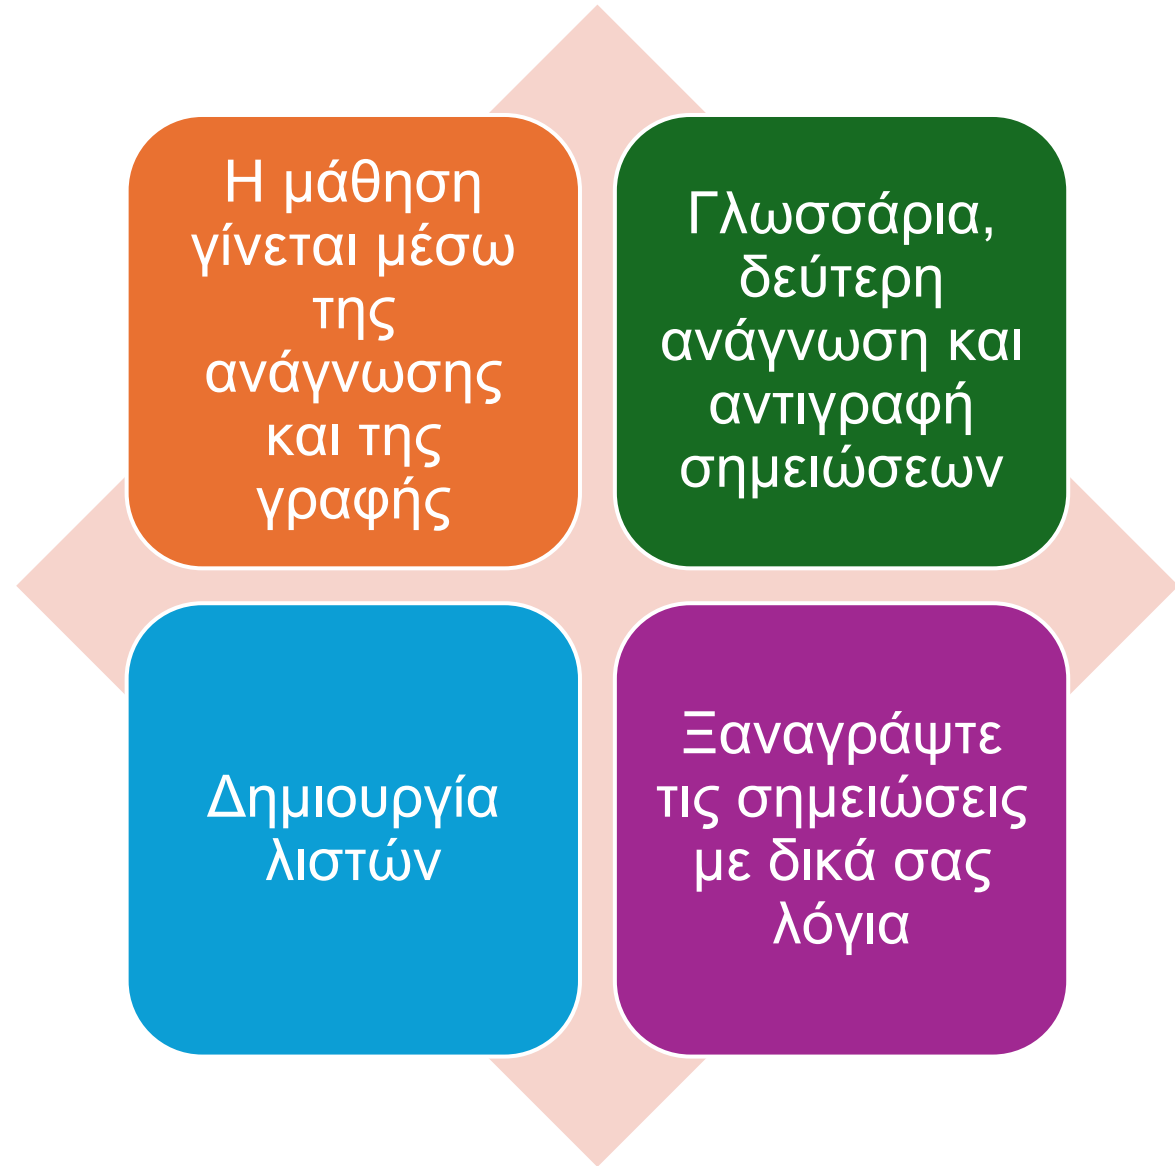 Η μάθηση
γίνεται μέσω
της
ανάγνωσης
και της
γραφής
Γλωσσάρια,
δεύτερη
ανάγνωση και
αντιγραφή
σημειώσεων
Δημιουργία
λιστών
Ξαναγράψτε
τις σημειώσεις
με δικά σας
λόγια